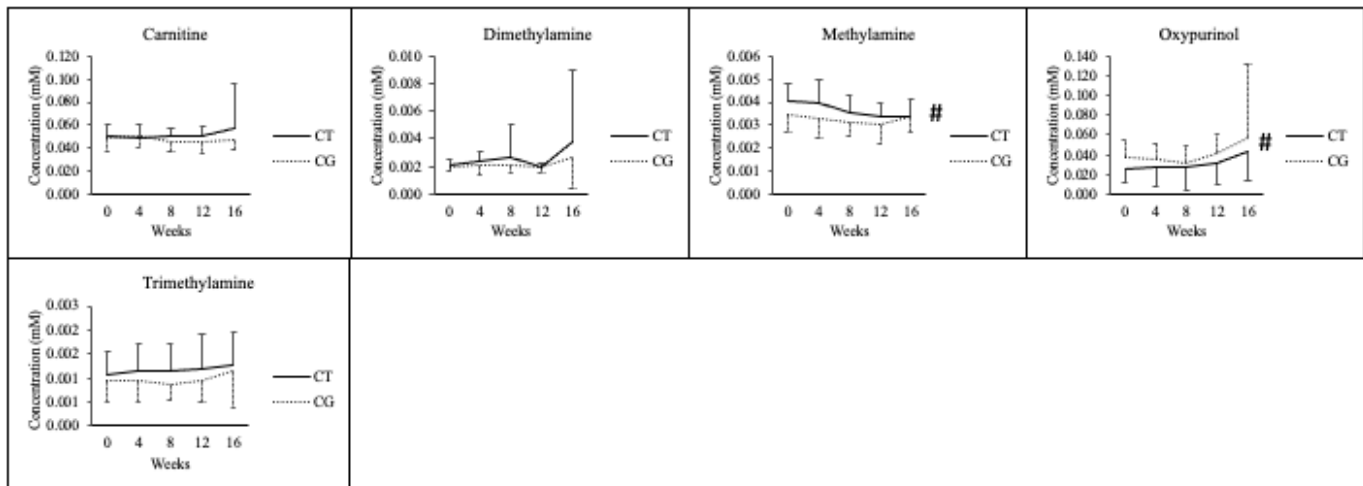 Carnitine
Concentration (mM)
0.120
0.100
0.080
0.060
0.040
0.020
0.000
0 4 8 12 16
Weeks
CT
CG
Dimethylamine
Concentration (mM)
0.010
0.008
0.006
0.004
0.002
0.000
0 4 8 12 16
Weeks
CT
CG
Methylamine
Concentration (mM)
0.006
0.005
0.004
0.003
0.002
0.001
0.000
0 4 8 12 16
Weeks
#
CT
CG
Oxypurinol
Concentration (mM)
0.140
0.120
0.100
0.080
0.060
0.040
0.020
0.000
0 4 8 12 16
Weeks
#
CT
CG
Trimethylamine
Concentration (mM)
0.003
0.002
0.002
0.001
0.001
0.000
0 4 8 12 16
Weeks
CT
CG